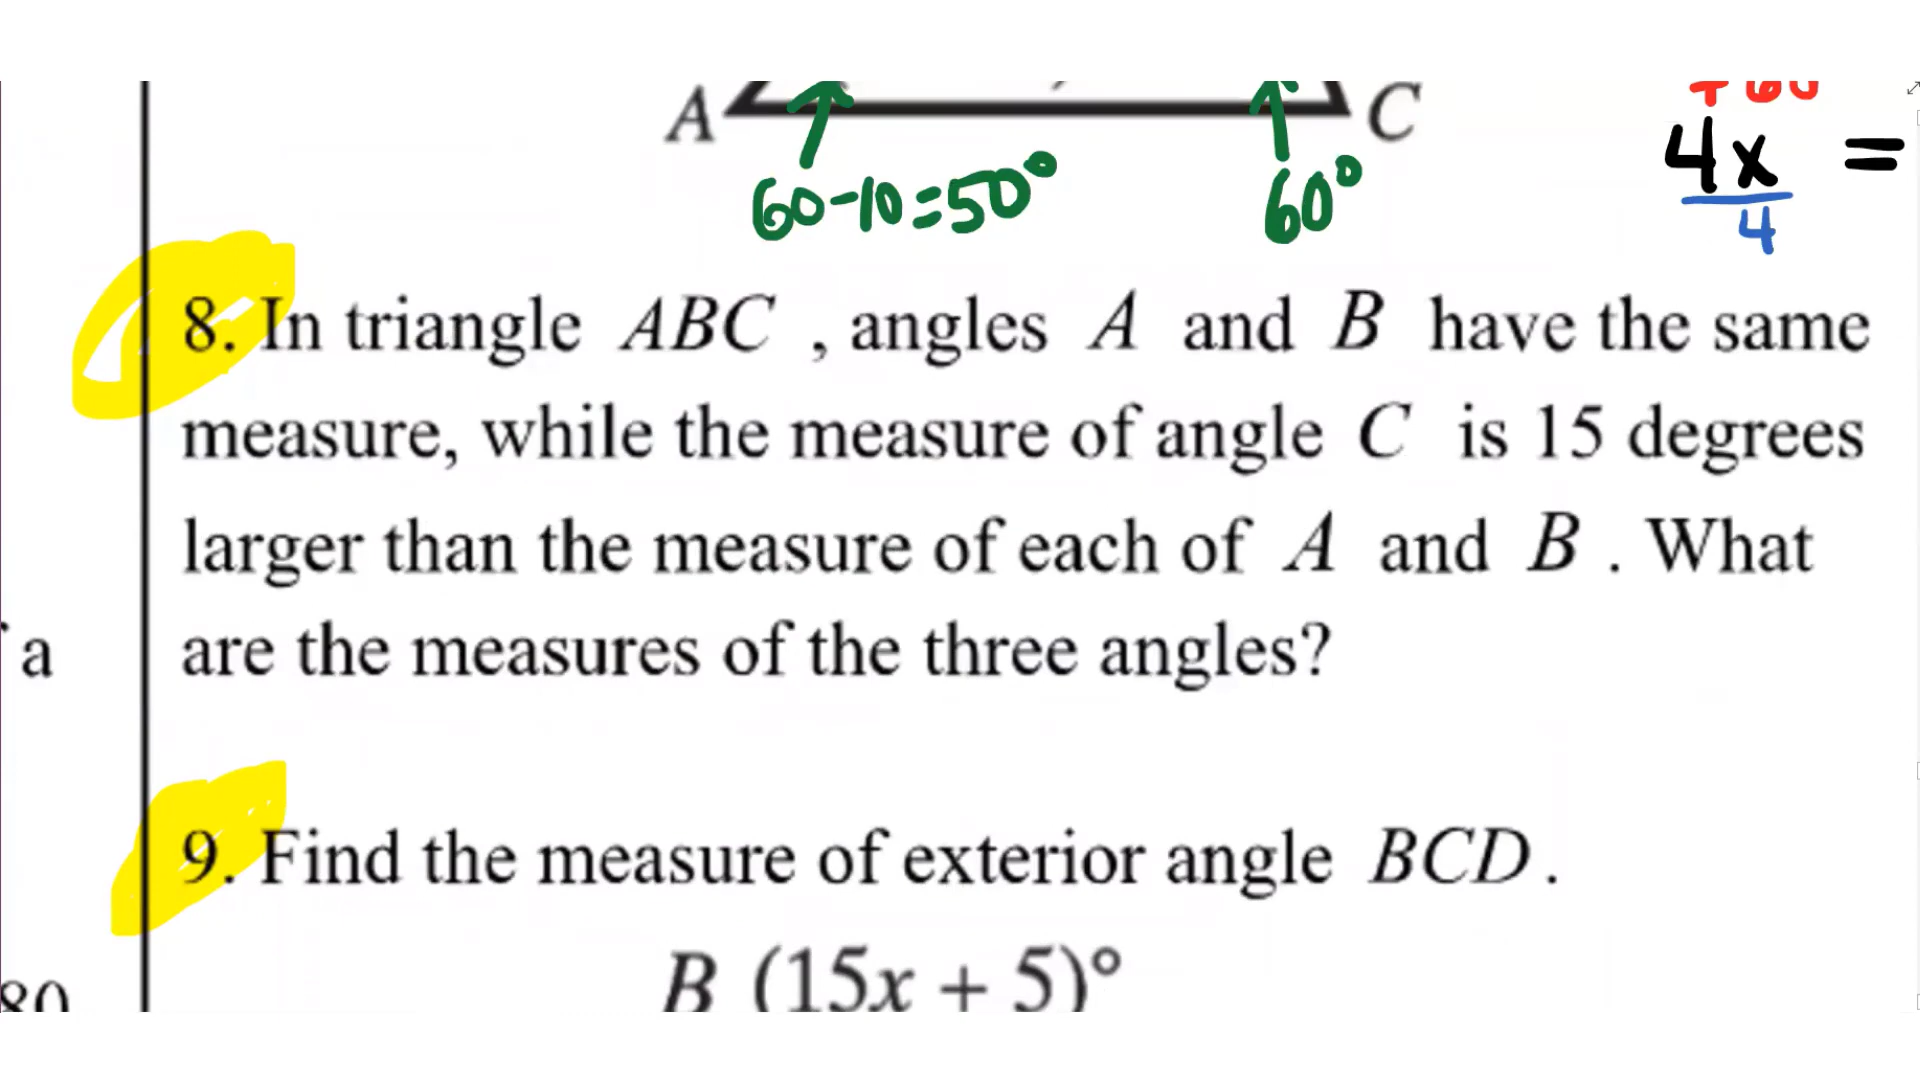 A C
+60
4x =
4
60-10=50° 60°
8. In triangle ABC , angles A and B have the same
measure, while the measure of angle C is 15 degrees
larger than the measure of each of A and B . What
a are the measures of the three angles?
9. Find the measure of exterior angle BCD .
80 B (15x + 5)°